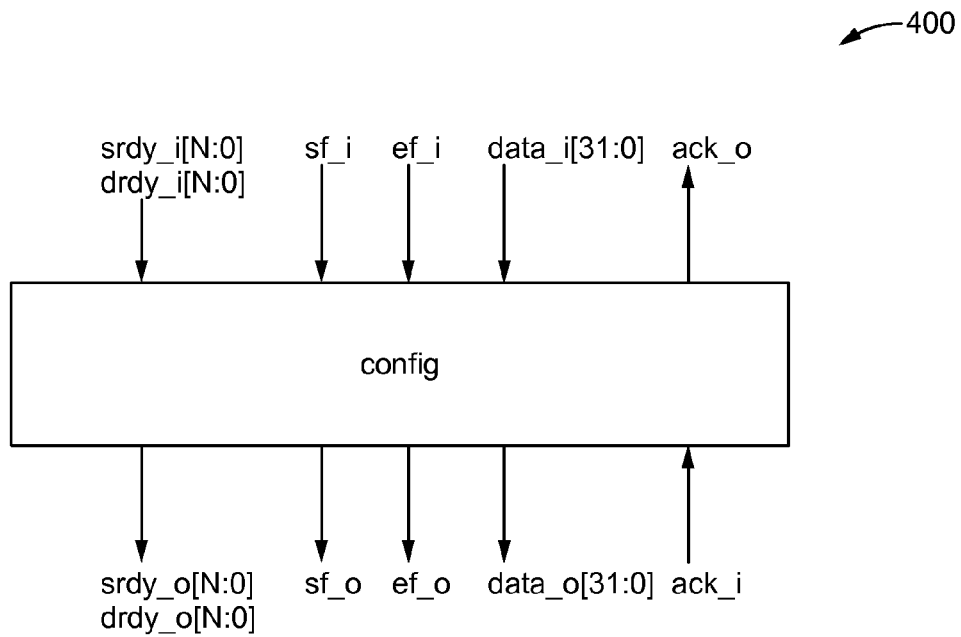 400
srdy_i[N:0] sf_i ef_i data_i[31:0] ack_o
drdy_i[N:0]
config
srdy_o[N:0] sf_o ef_o data_o[31:0] ack_i
drdy_o[N:0]